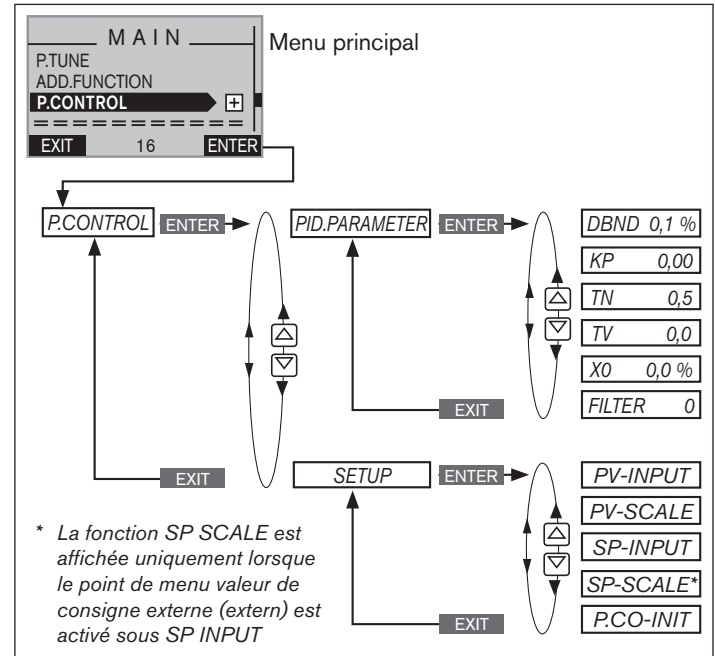 MAIN
Menu principal
P.TUNE
ADD.FUNCTION
P.CONTROL
EXIT 16 ENTER
P.CONTROL ENTER
PID.PARAMETER ENTER
DBND 0,1 %
KP 0,00
TN 0,5
TV 0,0
X0 0,0 %
FILTER 0
EXIT
EXIT
SETUP ENTER
PV-INPUT
PV-SCALE
SP-INPUT
SP-SCALE*
P.CO-INIT
EXIT
* La fonction SP SCALE est
affichée uniquement lorsque
le point de menu valeur de
consigne externe (extern) est
activé sous SP INPUT